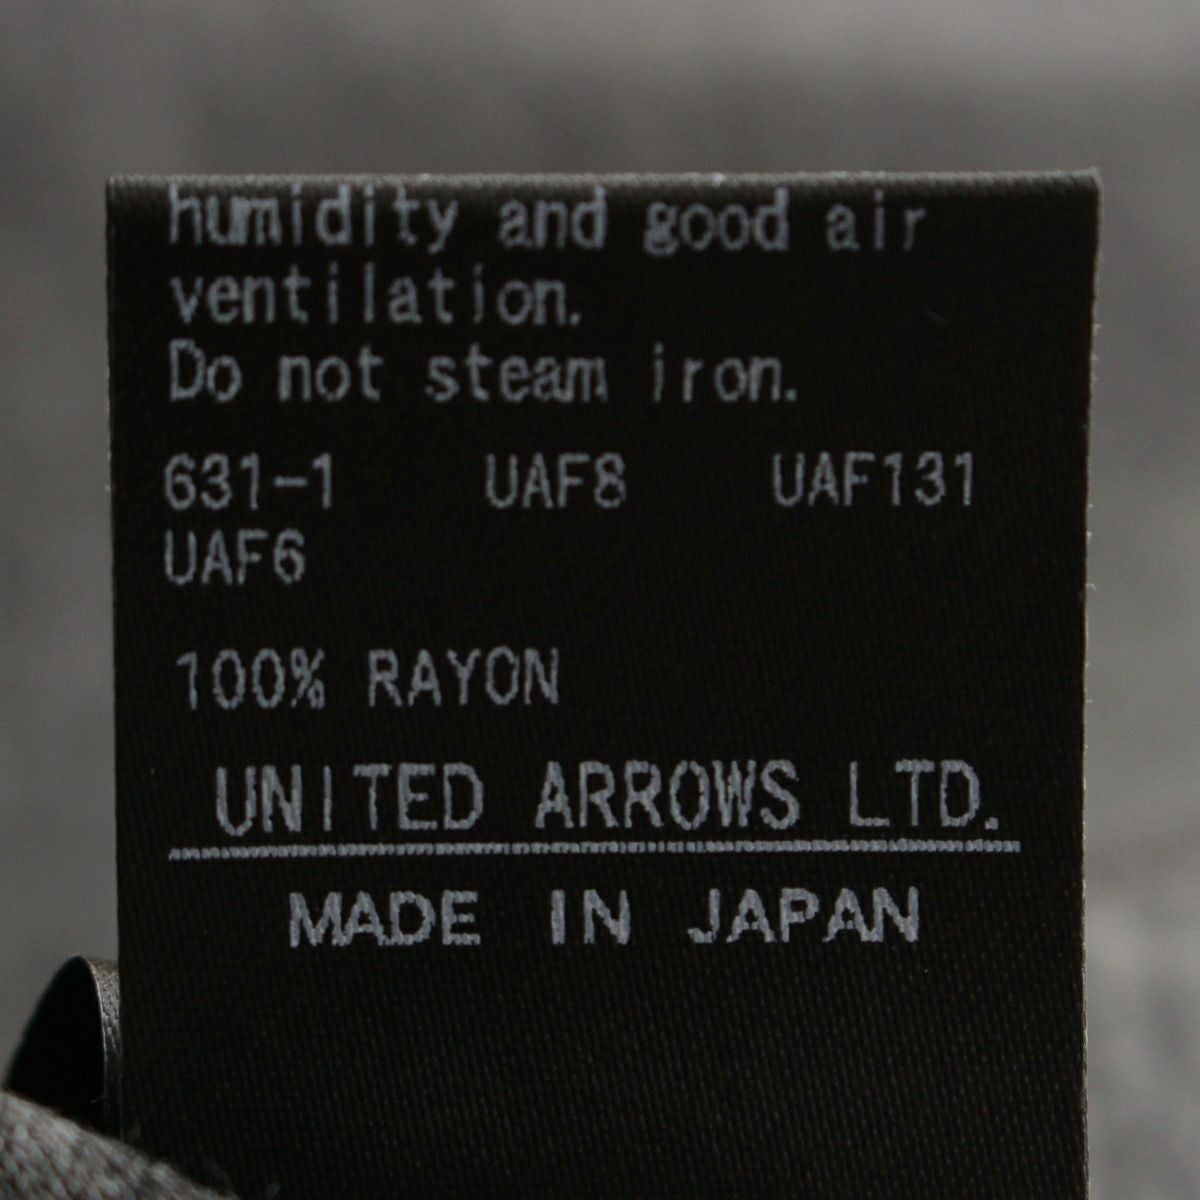 humidity and good air
ventilation.
Do not steam iron.
631-1 UAF8 UAF131
UAF6
100% RAYON
UNITED ARROWS LTD.
MADE IN JAPAN